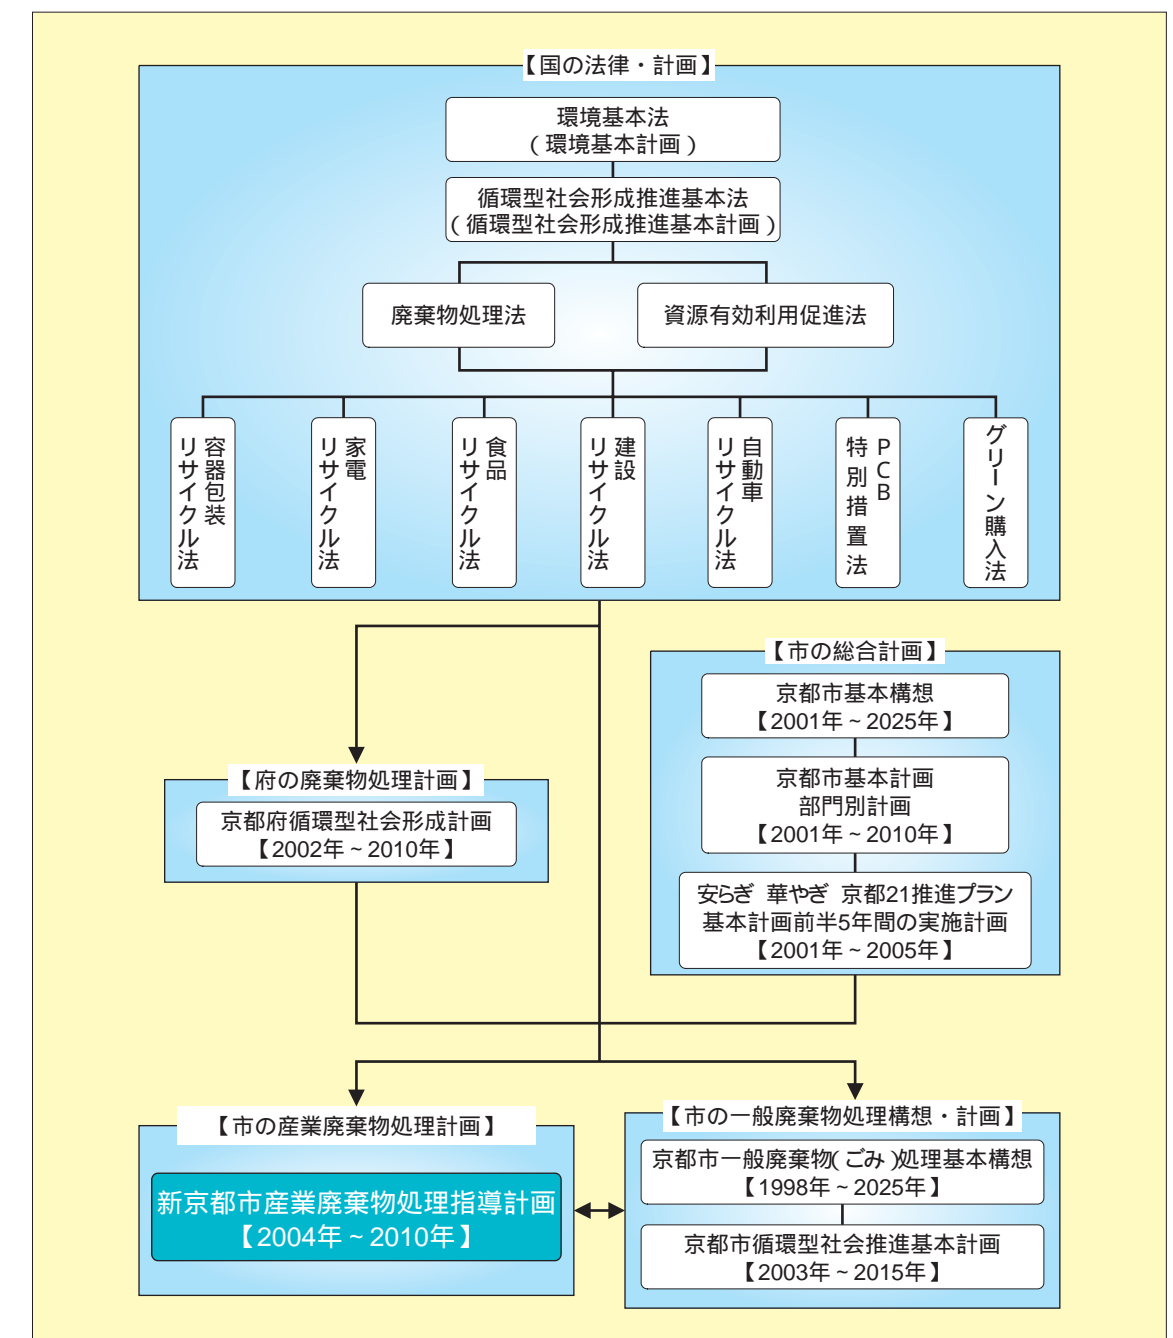 【国の法律・計画】
環境基本法
(環境基本計画)
循環型社会形成推進基本法
(循環型社会形成推進基本計画)
廃棄物処理法
資源有効利用促進法
容器包装
リサイクル法
家電
リサイクル法
食品
リサイクル法
建設
リサイクル法
自動車
リサイクル法
PCB
特別措置法
グリーン購入法
【市の総合計画】
京都市基本構想
【2001年~2025年】
京都市基本計画
部門別計画
【2001年~2010年】
安らぎ 華やぎ 京都21推進プラン
基本計画前半5年間の実施計画
【2001年~2005年】
【府の廃棄物処理計画】
京都府循環型社会形成計画
【2002年~2010年】
【市の産業廃棄物処理計画】
新京都市産業廃棄物処理指導計画
【2004年~2010年】
【市の一般廃棄物処理構想・計画】
京都市一般廃棄物(ごみ)処理基本構想
【1998年~2025年】
京都市循環型社会推進基本計画
【2003年~2015年】